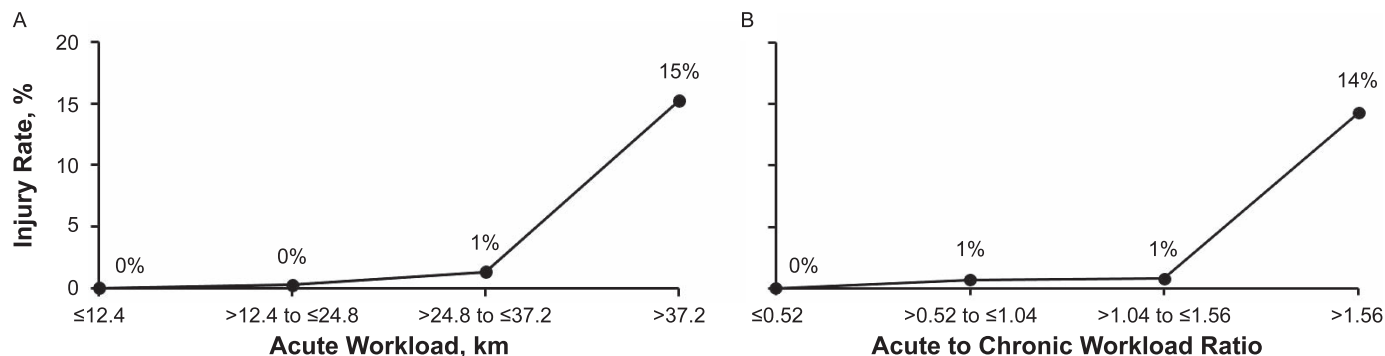 A
Injury Rate, %
20
15
10
5
0
0%
0%
1%
15%
≤12.4
>12.4 to ≤24.8
>24.8 to ≤37.2
>37.2
Acute Workload, km
B
0%
1%
1%
14%
≤0.52
>0.52 to ≤1.04
>1.04 to ≤1.56
>1.56
Acute to Chronic Workload Ratio